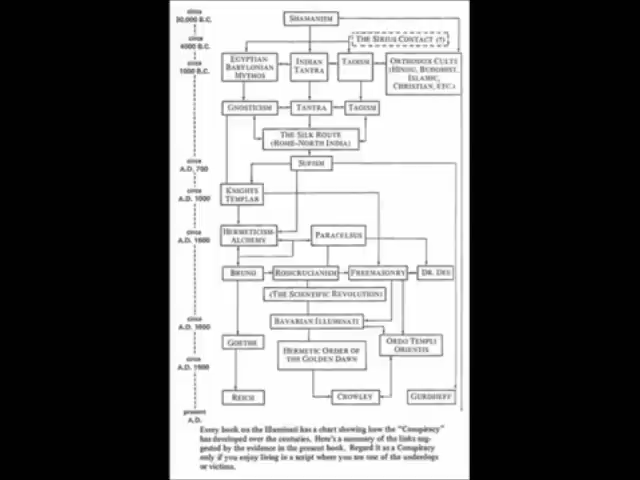 circa
30,000 B.C.
SHAMANISM
circa
4000 B.C.
THE SIRIUS CONTACT (?)
circa
1000 B.C.
EGYPTIAN
BABYLONIAN
MYTHOS
INDIAN
TANTRA
TAOISM
ORTHODOX CULTS
(HINDU, BUDDHIST,
ISLAMIC,
CHRISTIAN, ETC.)
GNOSTICISM
TANTRA
TAOISM
THE SILK ROUTE
(ROME-NORTH INDIA)
circa
A.D. 700
SUFISM
circa
A.D. 1000
KNIGHTS
TEMPLAR
circa
A.D. 1600
HERMETICISM-
ALCHEMY
PARACELSUS
BRUNO
ROSICRUCIANISM
FREEMASONRY
DR. DEE
(THE SCIENTIFIC REVOLUTION)
circa
A.D. 1800
BAVARIAN ILLUMINATI
GOETHE
HERMETIC ORDER OF
THE GOLDEN DAWN
ORDO TEMPLI
ORIENTIS
circa
A.D. 1900
REICH
CROWLEY
GURDJIEFF
present
A.D.
Every book on the Illuminati has a chart showing how the "Conspiracy"
has developed over the centuries. Here's a summary of the links sug-
gested by the evidence in the present book. Regard it as a Conspiracy
only if you enjoy living in a script where you are one of the underdogs
or victims.